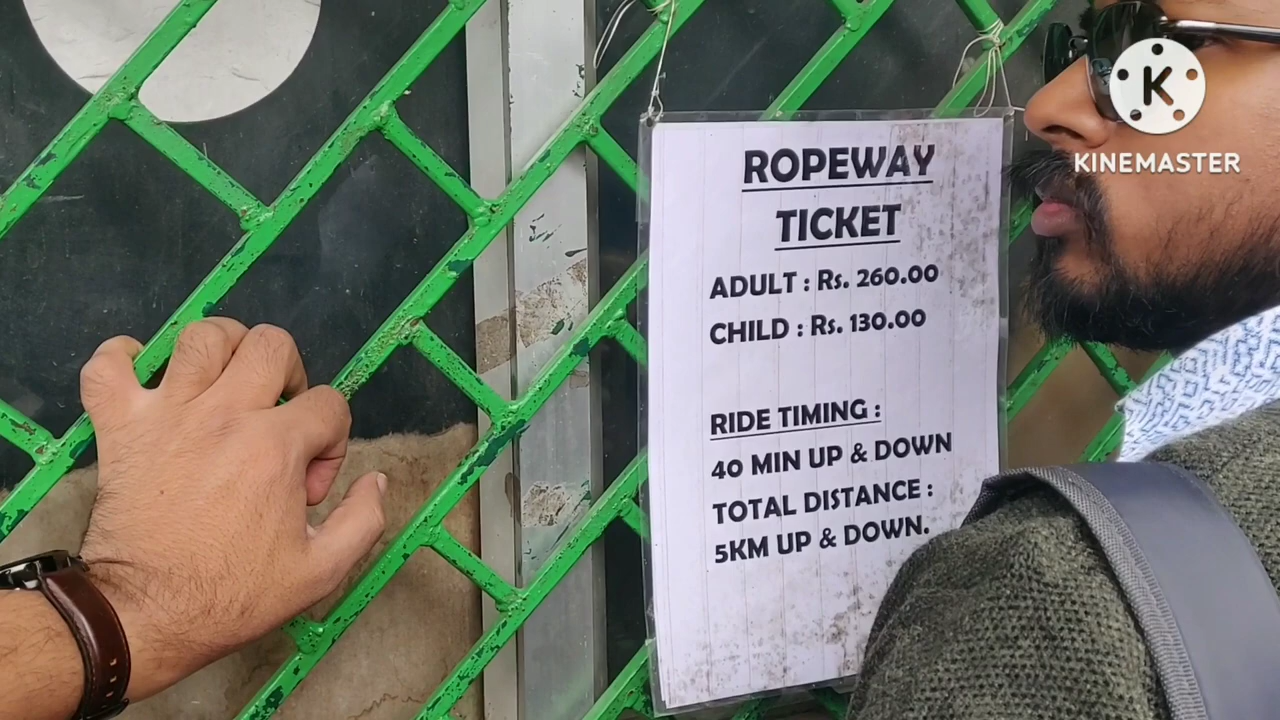 ROPEWAY
TICKET
ADULT : Rs. 260.00
CHILD : Rs. 130.00
RIDE TIMING :
40 MIN UP & DOWN
TOTAL DISTANCE :
5KM UP & DOWN.
K
KINEMASTER